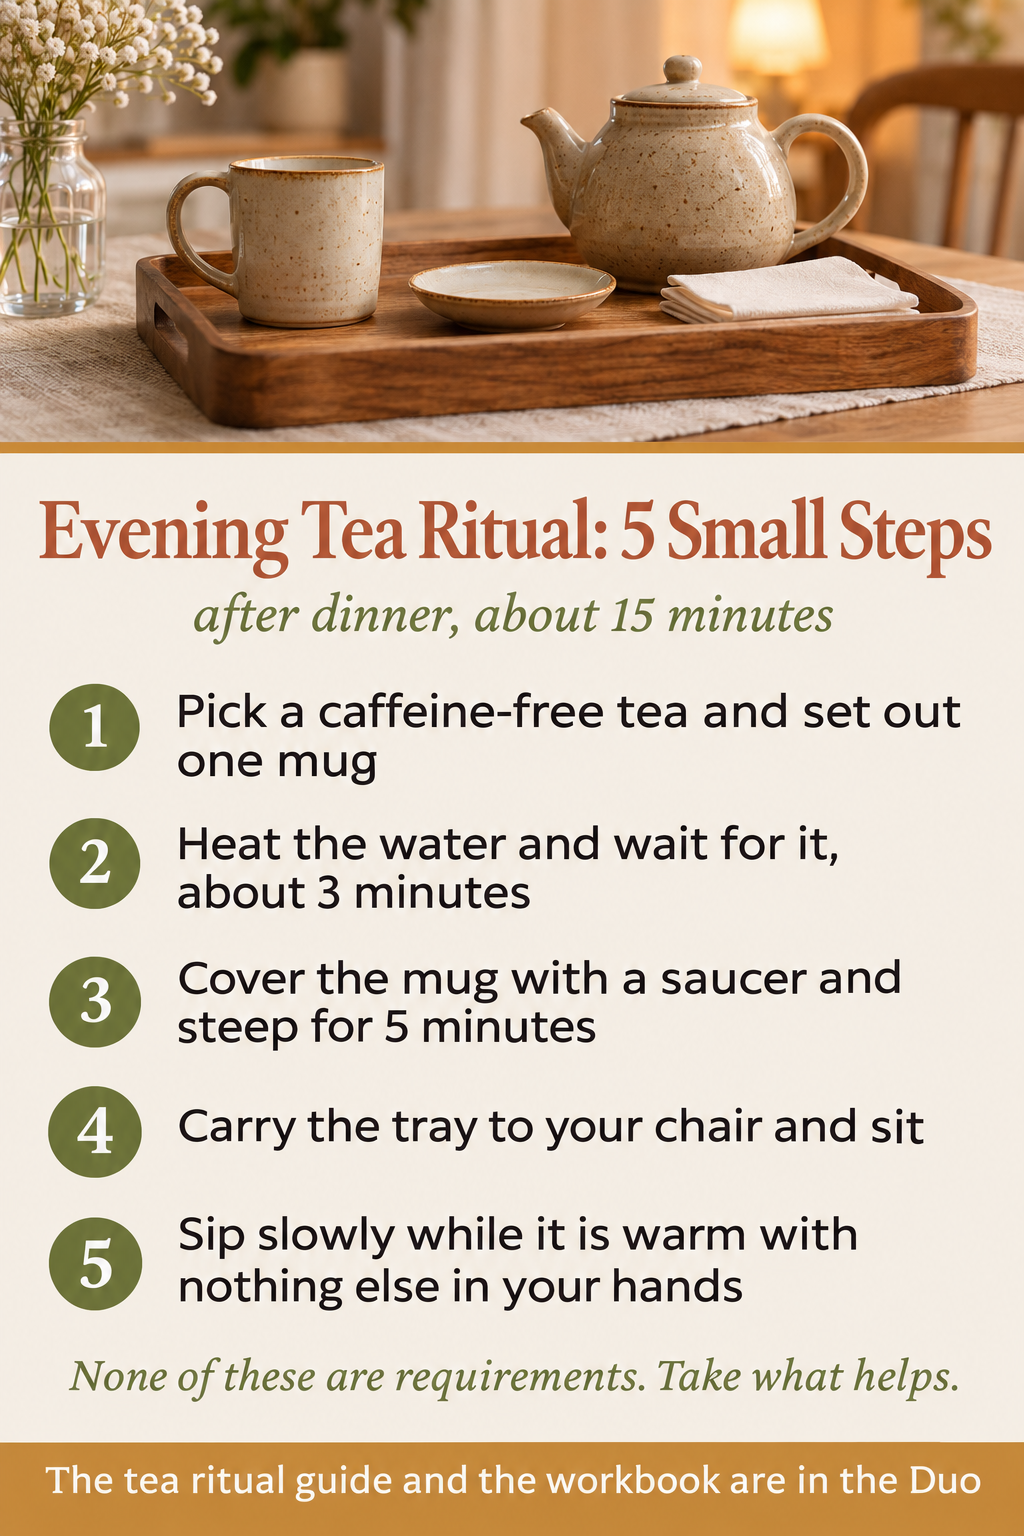 Evening Tea Ritual: 5 Small Steps
after dinner, about 15 minutes
1 Pick a caffeine-free tea and set out
one mug
2 Heat the water and wait for it,
about 3 minutes
3 Cover the mug with a saucer and
steep for 5 minutes
4 Carry the tray to your chair and sit
5 Sip slowly while it is warm with
nothing else in your hands
None of these are requirements. Take what helps.
The tea ritual guide and the workbook are in the Duo